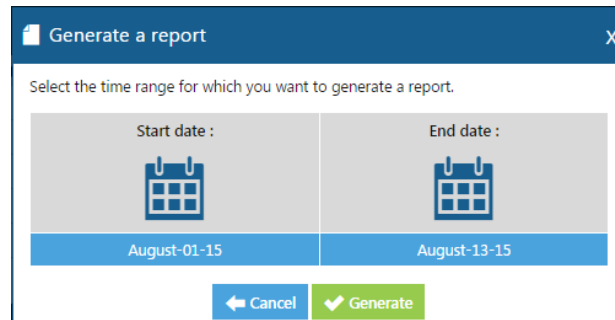 Generate a report
X
Select the time range for which you want to generate a report.
Start date :
End date :
August-01-15
August-13-15
Cancel
Generate